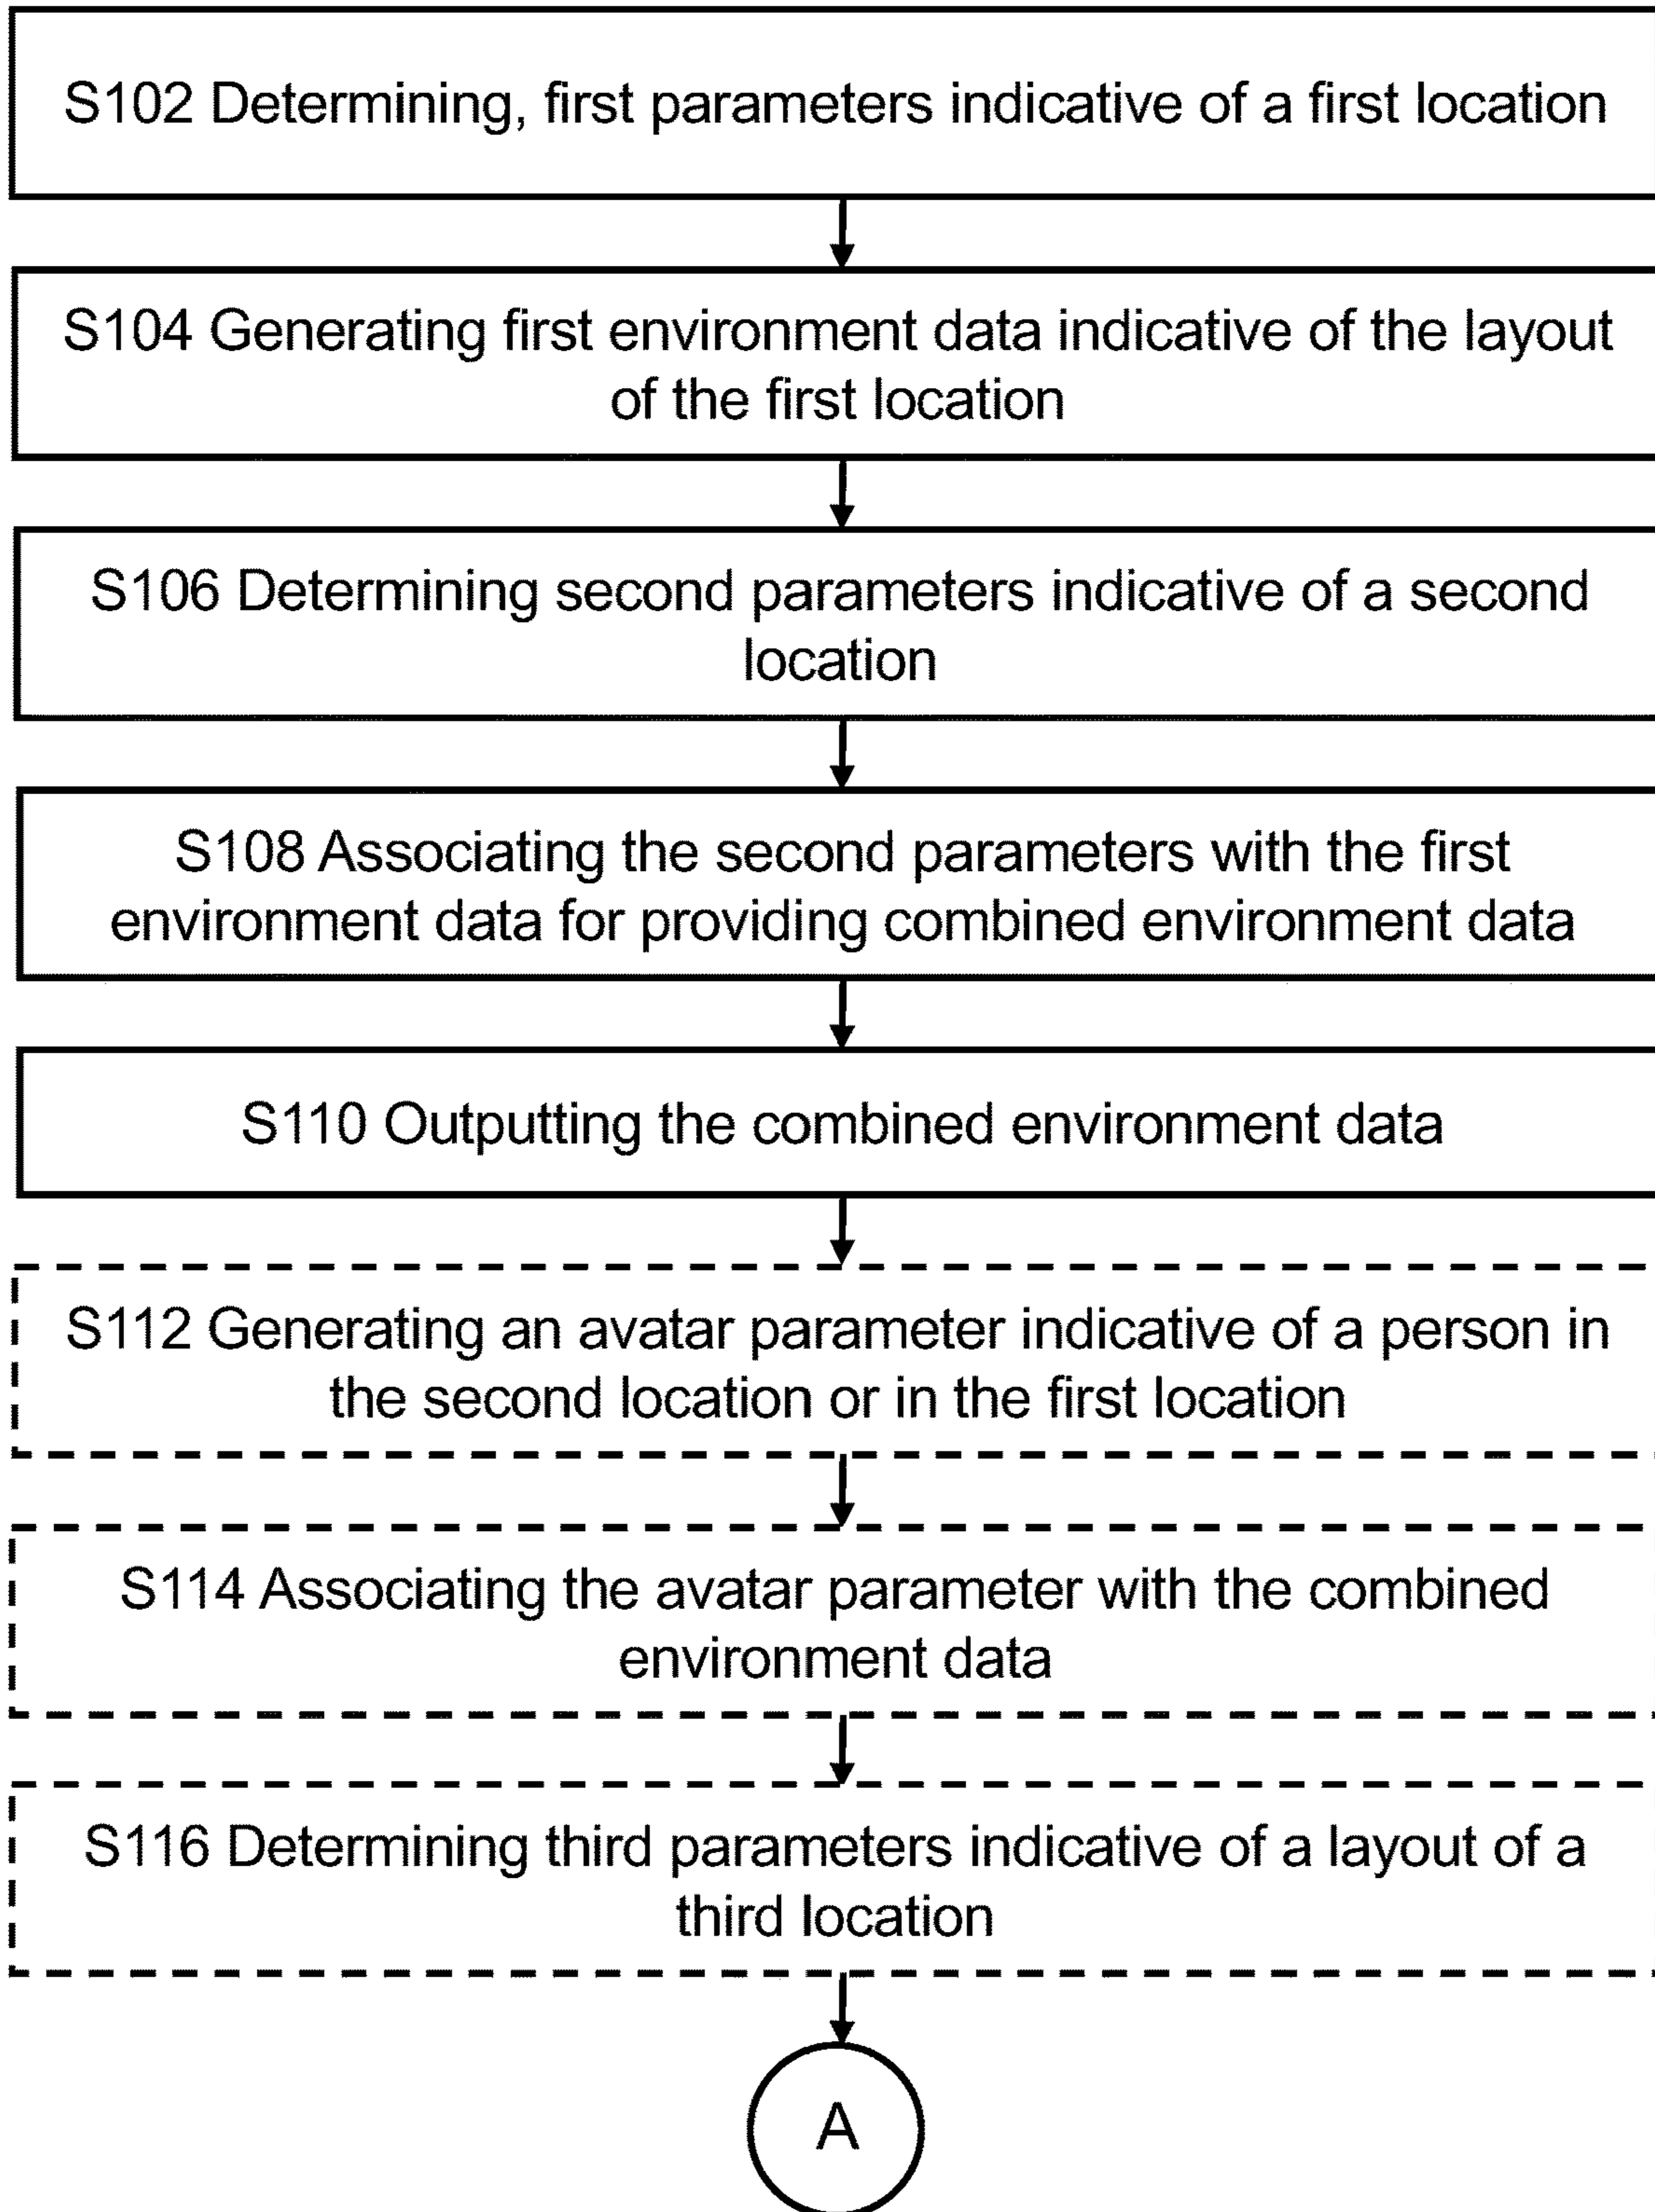 S102 Determining, first parameters indicative of a first location
S104 Generating first environment data indicative of the layout
of the first location
S106 Determining second parameters indicative of a second
location
S108 Associating the second parameters with the first
environment data for providing combined environment data
S110 Outputting the combined environment data
S112 Generating an avatar parameter indicative of a person in
the second location or in the first location
S114 Associating the avatar parameter with the combined
environment data
S116 Determining third parameters indicative of a layout of a
third location
A